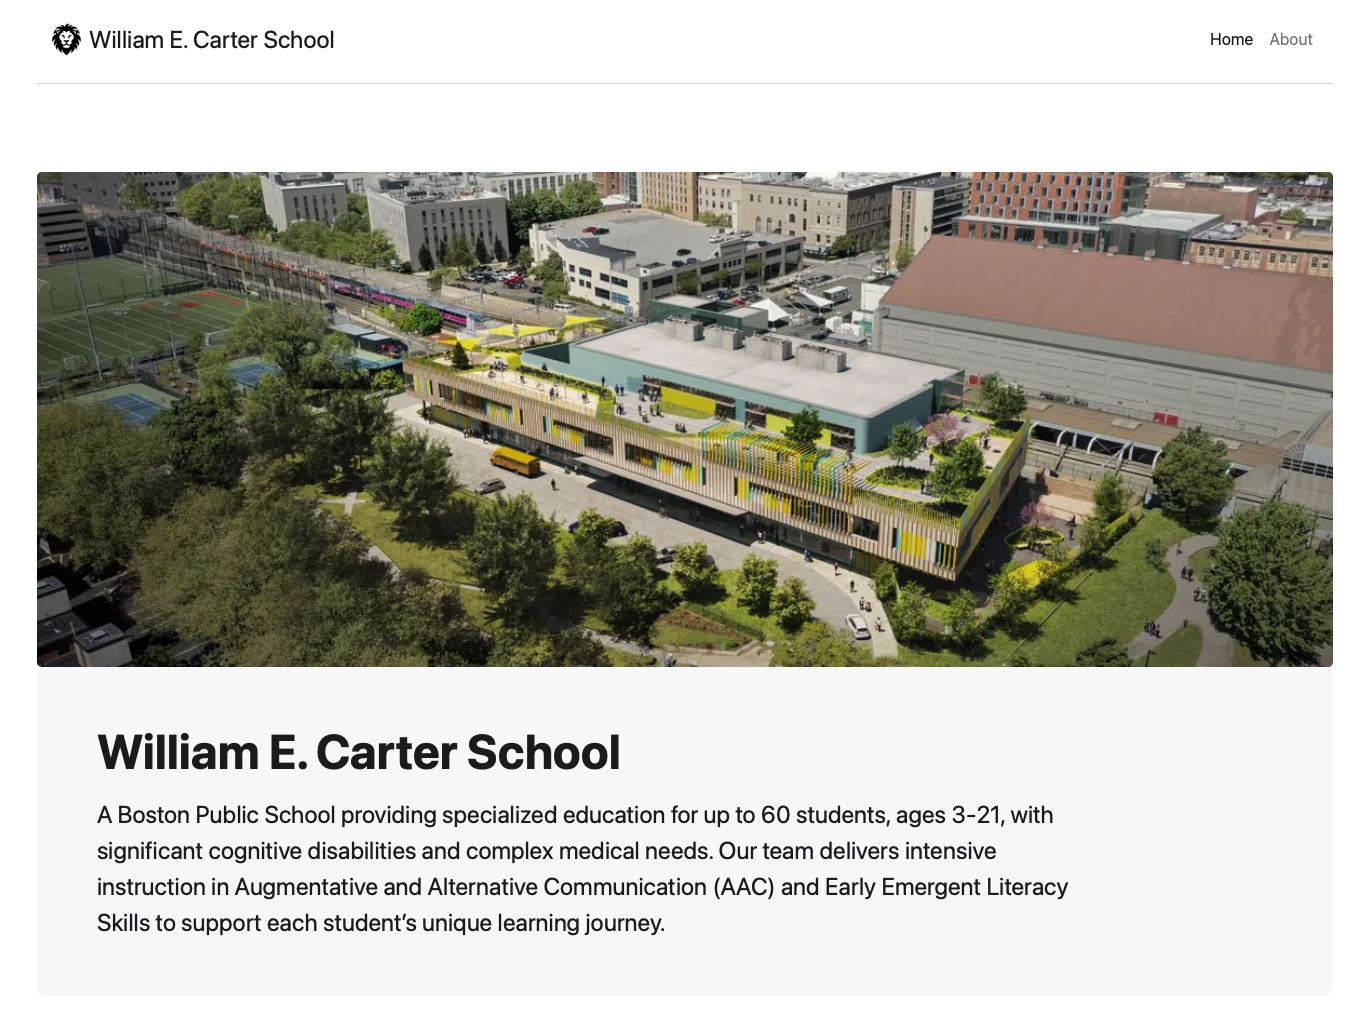 William E. Carter School
Home About
William E. Carter School
A Boston Public School providing specialized education for up to 60 students, ages 3-21, with
significant cognitive disabilities and complex medical needs. Our team delivers intensive
instruction in Augmentative and Alternative Communication (AAC) and Early Emergent Literacy
Skills to support each student’s unique learning journey.